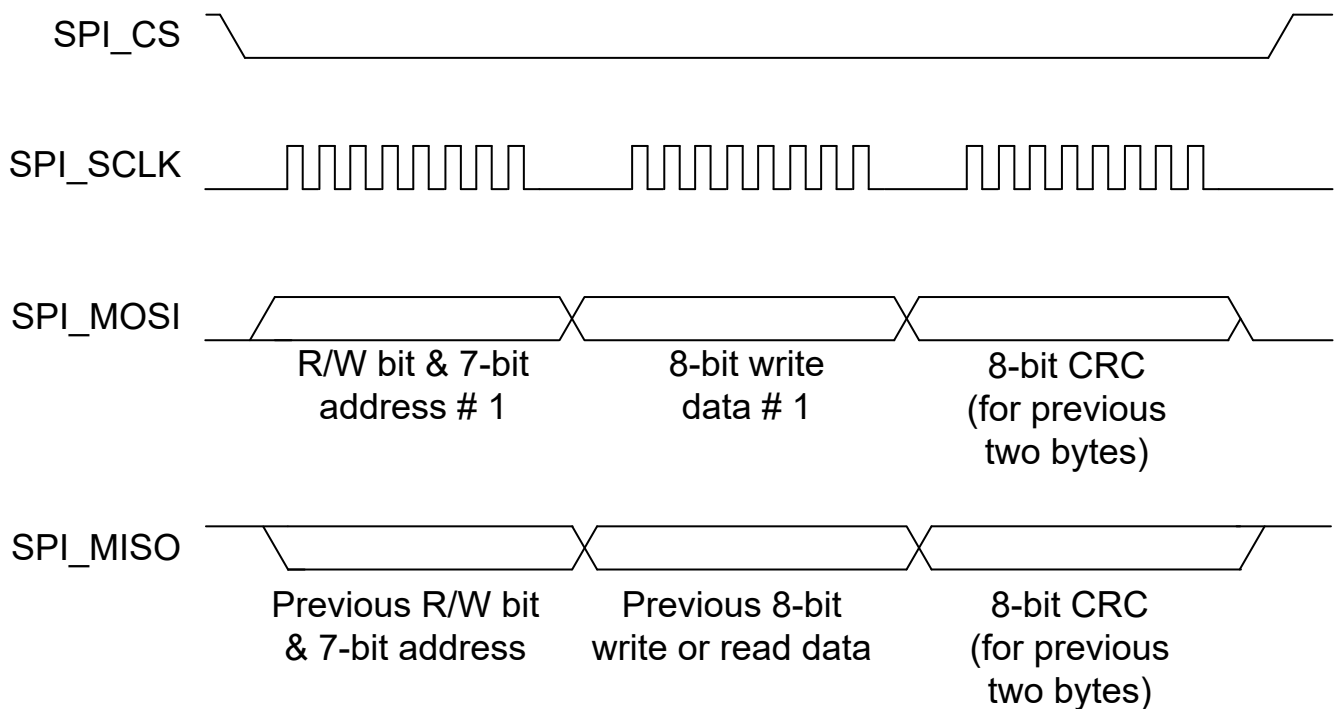 SPI_CS
SPI_SCLK
SPI_MOSI
R/W bit & 7-bit
address # 1
8-bit write
data # 1
8-bit CRC
(for previous
two bytes)
SPI_MISO
Previous R/W bit
& 7-bit address
Previous 8-bit
write or read data
8-bit CRC
(for previous
two bytes)